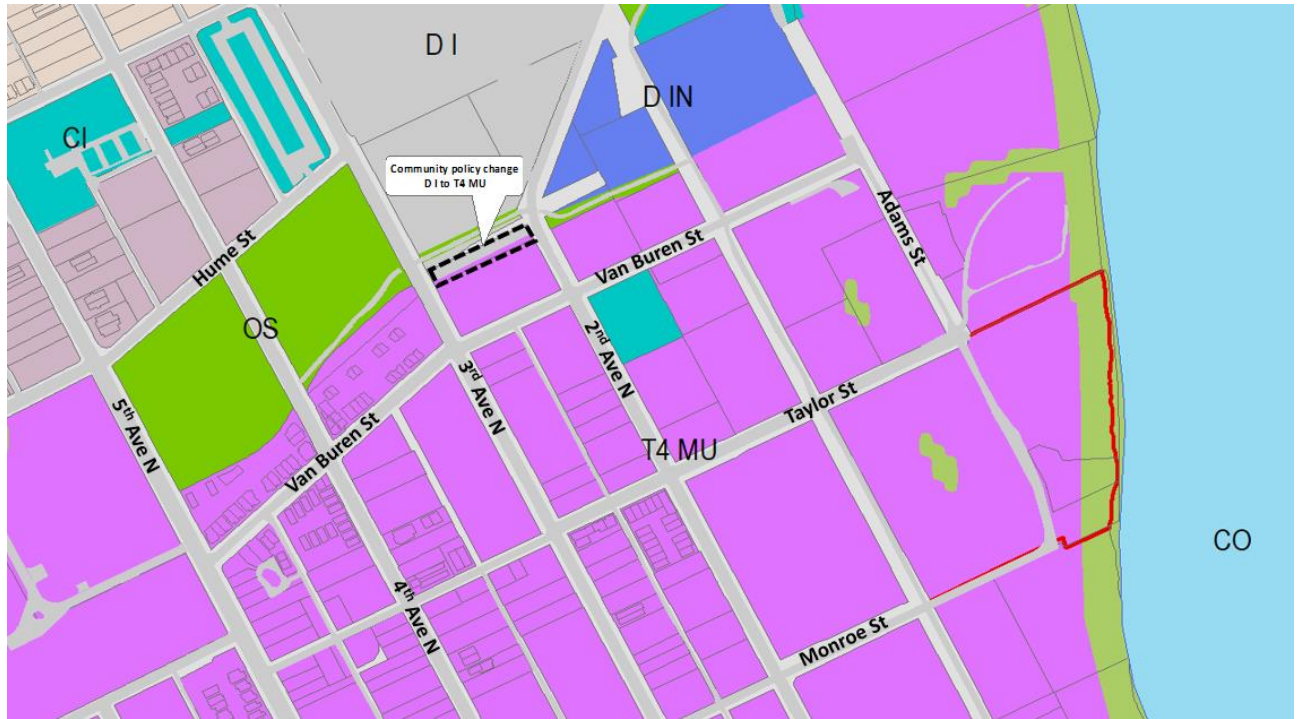 D I
D IN
CI
Community policy change
D I to T4 MU
Hume St
Adams St
Van Buren St
OS
2nd Ave N
3rd Ave N
5th Ave N
Taylor St
Van Buren St
T4 MU
CO
4th Ave N
Monroe St